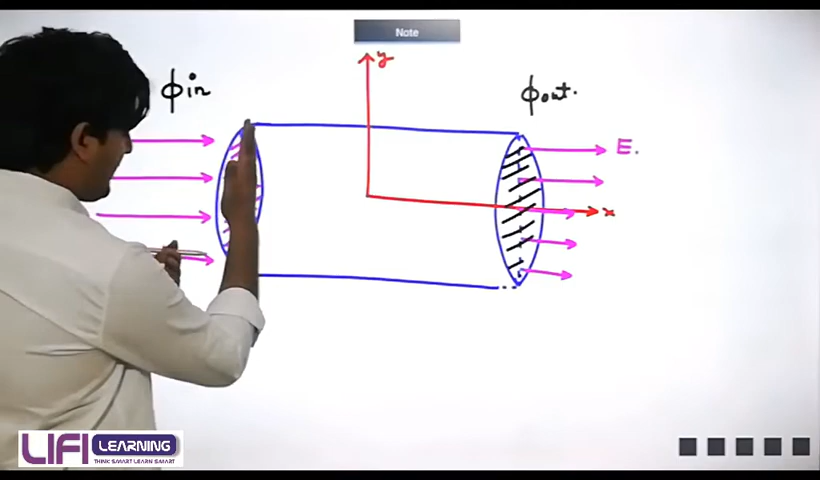 Note
y
ϕin
ϕout.
E.
x
LIFI LEARNING
THINK SMART LEARN SMART